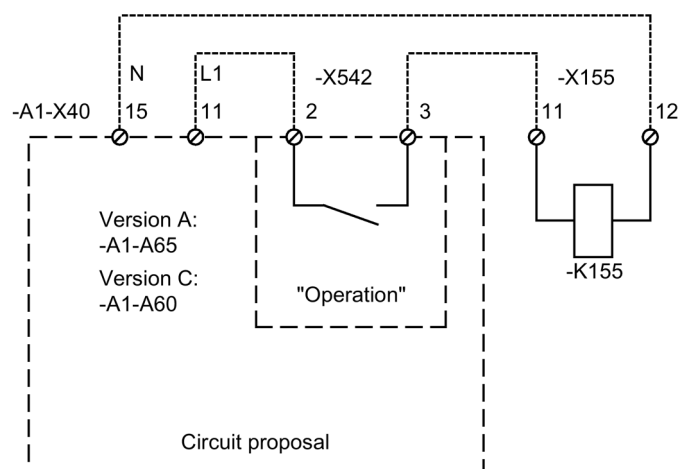 N L1 -X542 -X155
-A1-X40 15 11 2 3 11 12
Version A:
-A1-A65
Version C:
-A1-A60
"Operation"
-K155
Circuit proposal